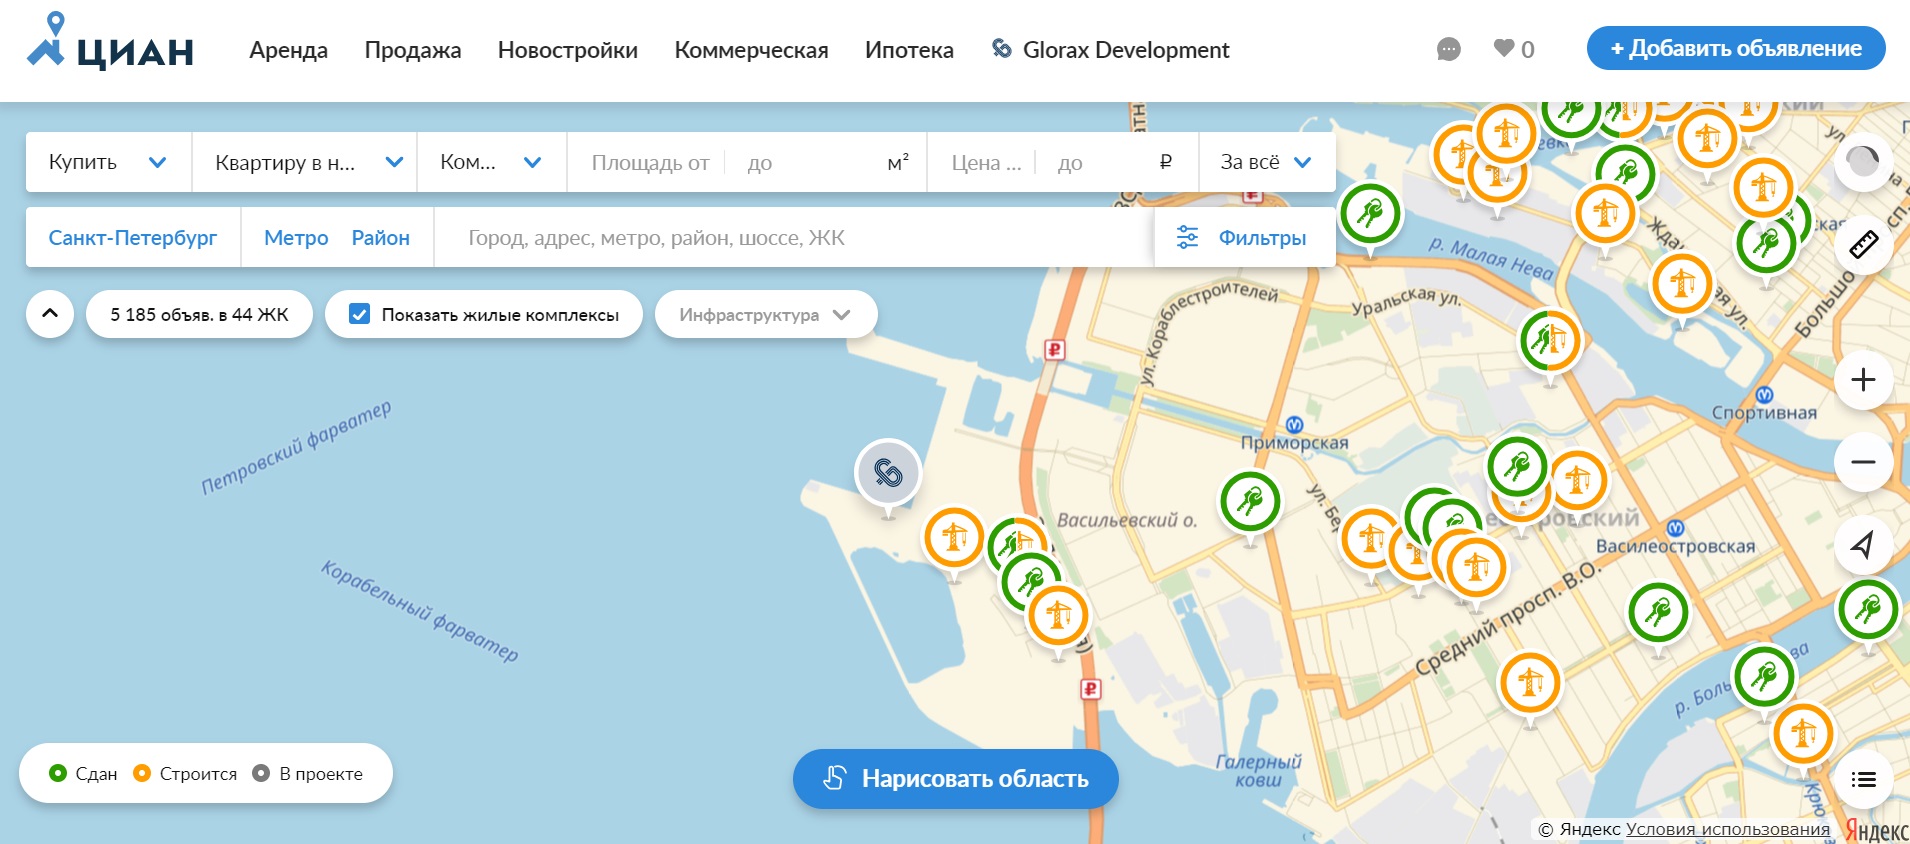 ЦИАН
Аренда Продажа Новостройки Коммерческая Ипотека Glorax Development 0 + Добавить объявление
Купить Квартиру в н... Ком... Площадь от до м² Цена ... до ₽ За всё
Санкт-Петербург Метро Район Город, адрес, метро, район, шоссе, ЖК Фильтры
5 185 объяв. в 44 ЖК Показать жилые комплексы Инфраструктура
р. Малая Нева
ул. Кораблестроителей
Уральская ул.
Большо
Петровский фарватер
Приморская
Спортивная
Васильевский о.
Василеостровская
Корабельный фарватер
Средний просп. В.О.
Галерный
ковш
Сдан Строится В проекте
Нарисовать область
© Яндекс Условия использования Яндекс